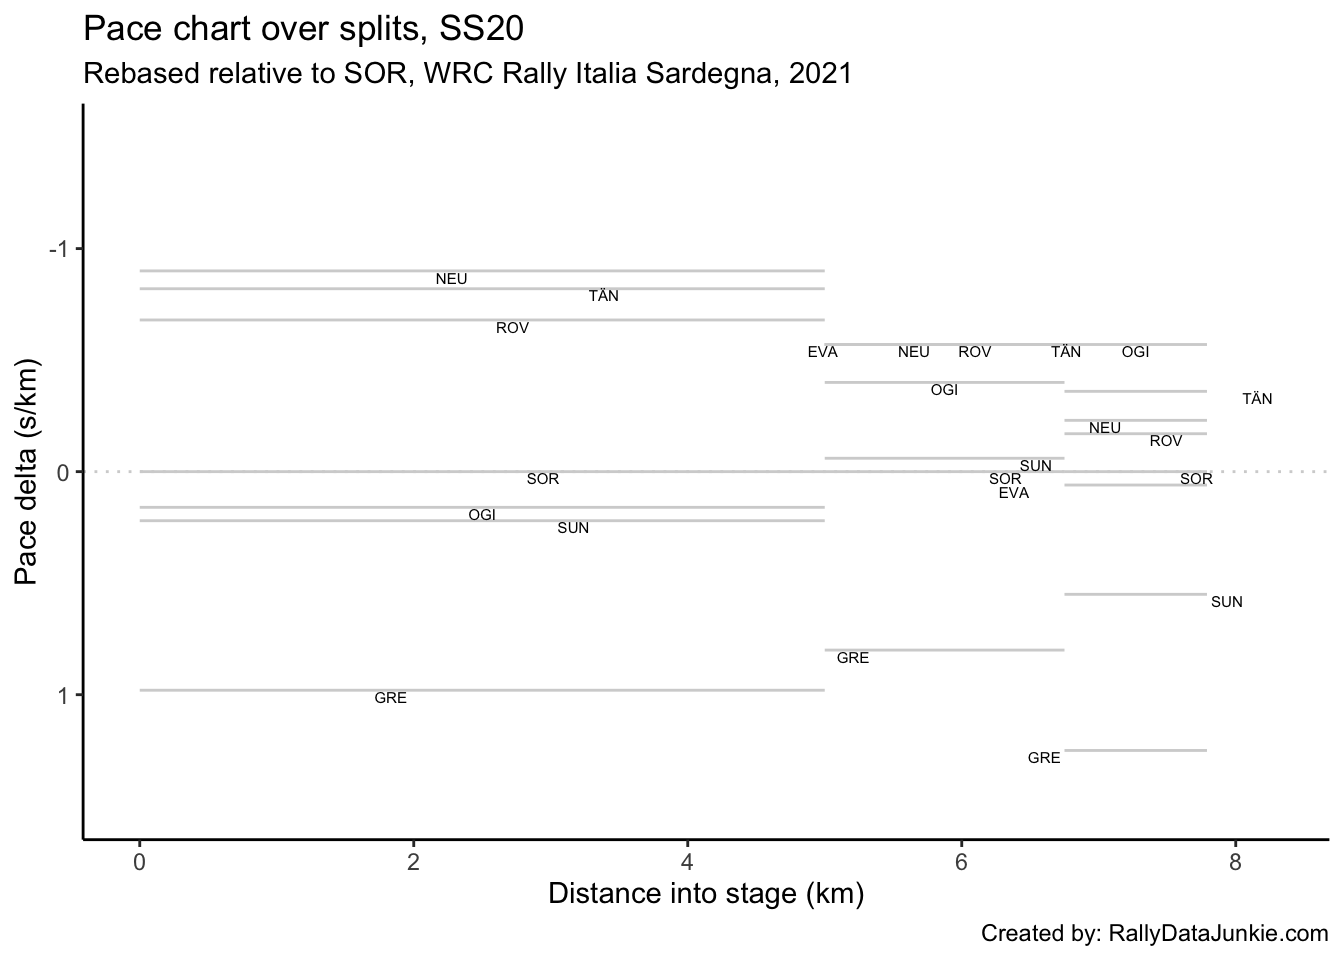 Pace chart over splits, SS20
Rebased relative to SOR, WRC Rally Italia Sardegna, 2021
Pace delta (s/km)
-1
0
1
NEU
TÄN
ROV
EVA NEU ROV TÄN OGI
OGI
TÄN
NEU
ROV
SUN
SOR SOR SOR
EVA
OGI
SUN
SUN
GRE
GRE
GRE
0 2 4 6 8
Distance into stage (km)
Created by: RallyDataJunkie.com